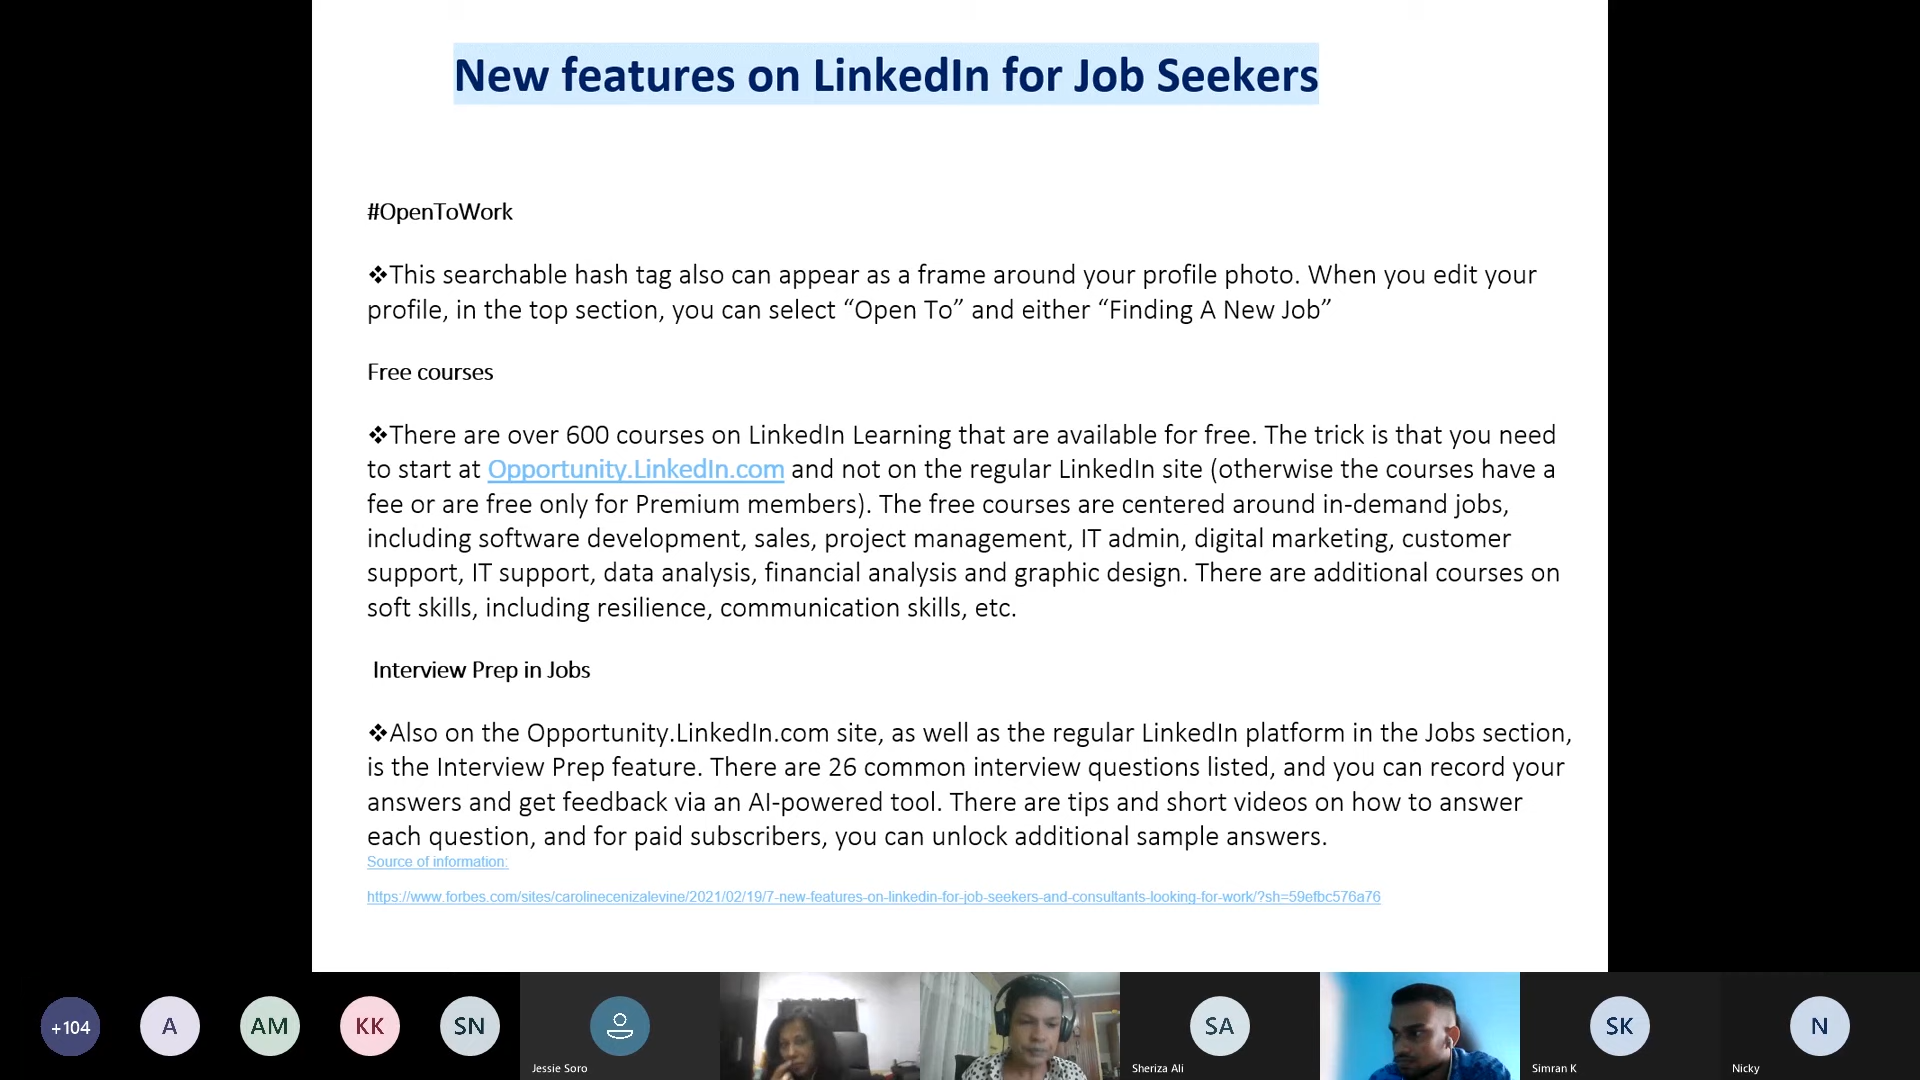 New features on LinkedIn for Job Seekers
#OpenToWork
❖This searchable hash tag also can appear as a frame around your profile photo. When you edit your
profile, in the top section, you can select “Open To” and either “Finding A New Job”
Free courses
❖There are over 600 courses on LinkedIn Learning that are available for free. The trick is that you need
to start at Opportunity.LinkedIn.com and not on the regular LinkedIn site (otherwise the courses have a
fee or are free only for Premium members). The free courses are centered around in-demand jobs,
including software development, sales, project management, IT admin, digital marketing, customer
support, IT support, data analysis, financial analysis and graphic design. There are additional courses on
soft skills, including resilience, communication skills, etc.
Interview Prep in Jobs
❖Also on the Opportunity.LinkedIn.com site, as well as the regular LinkedIn platform in the Jobs section,
is the Interview Prep feature. There are 26 common interview questions listed, and you can record your
answers and get feedback via an AI-powered tool. There are tips and short videos on how to answer
each question, and for paid subscribers, you can unlock additional sample answers.
Source of information:
https://www.forbes.com/sites/carolinecenizalevine/2021/02/19/7-new-features-on-linkedin-for-job-seekers-and-consultants-looking-for-work/?sh=59efbc576a76
+104 A AM KK SN SA SK N
Jessie Soro Sheriza Ali Simran K Nicky